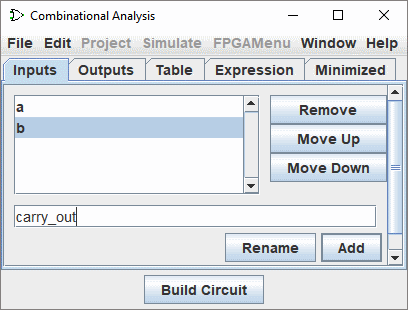 Combinational Analysis
File Edit Project Simulate FPGAMenu Window Help
Inputs Outputs Table Expression Minimized
a
b
Remove
Move Up
Move Down
carry_out
Rename Add
Build Circuit